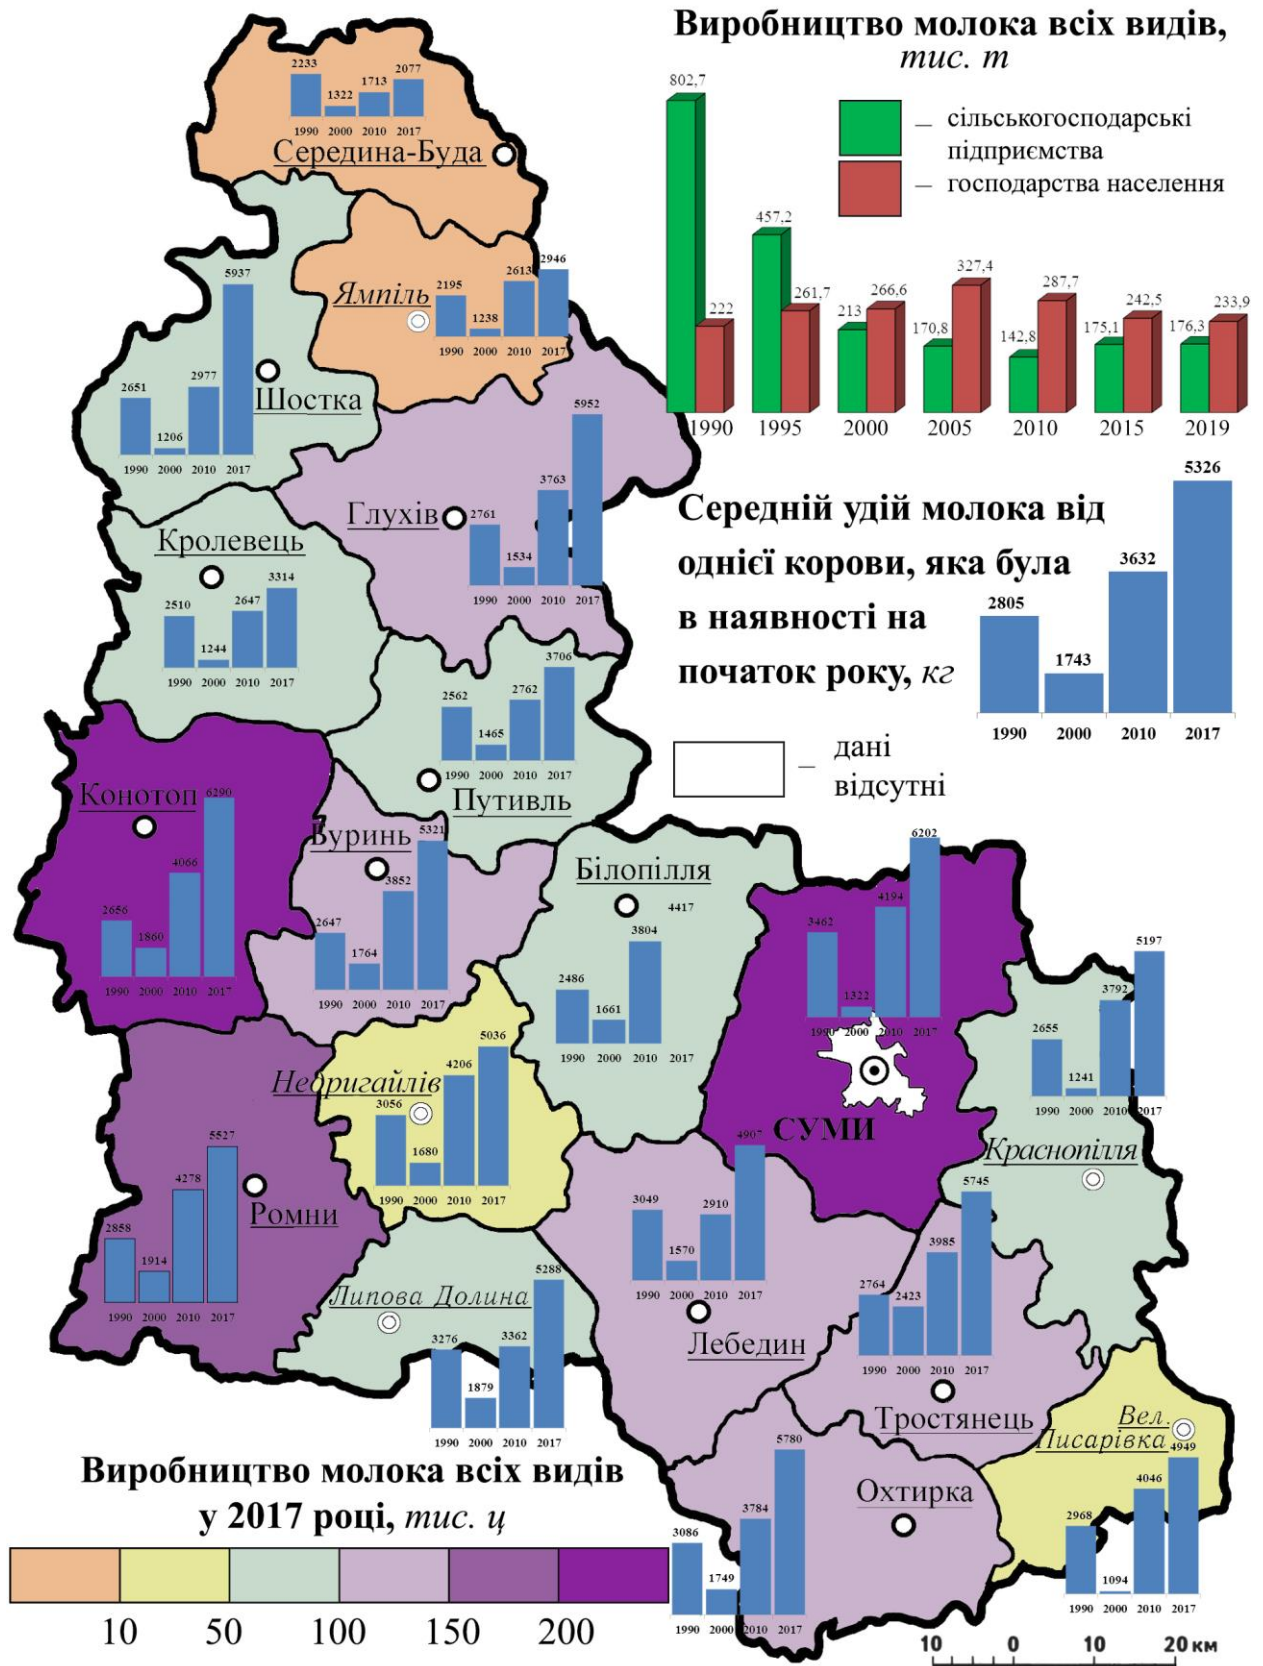 Виробництво молока всіх видів,
тис. т
802,7
222
457,2
261,7
213
266,6
170,8
327,4
142,8
287,7
175,1
242,5
176,3
233,9
1990 1995 2000 2005 2010 2015 2019
– сільськогосподарські
підприємства
– господарства населення
Середній удій молока від
однієї корови, яка була
в наявності на
початок року, кг
2805 1743 3632 5326
1990 2000 2010 2017
– дані
відсутні
2233 1322 1713 2077
1990 2000 2010 2017
Середина-Буда
Ямпіль
2195 1238 2613 2946
1990 2000 2010 2017
2651 1206 2977 5937
1990 2000 2010 2017
Шостка
Глухів
2761 1534 3763 5952
1990 2000 2010 2017
Кролевець
2510 1244 2647 3314
1990 2000 2010 2017
2562 1465 2762 3706
1990 2000 2010 2017
Путивль
Конотоп
2656 1860 4066 6290
1990 2000 2010 2017
Буринь
2647 1764 3852 5321
1990 2000 2010 2017
Білопілля
2486 1661 3804 4417
1990 2000 2010 2017
3462 1322 4194 6202
1990 2000 2010 2017
СУМИ
2655 1241 3792 5197
1990 2000 2010 2017
Краснопілля
Недригайлів
3056 1680 4206 5036
1990 2000 2010 2017
2858 1914 4278 5527
1990 2000 2010 2017
Ромни
Липова Долина
3276 1879 3362 5288
1990 2000 2010 2017
3049 1570 2910 4907
1990 2000 2010 2017
Лебедин
2764 2423 3985 5745
1990 2000 2010 2017
Тростянець
Вел.
Писарівка
2968 1094 4046 4949
1990 2000 2010 2017
Охтирка
3086 1749 3784 5780
1990 2000 2010 2017
Виробництво молока всіх видів
у 2017 році, тис. ц
10 50 100 150 200
10 0 10 20 км